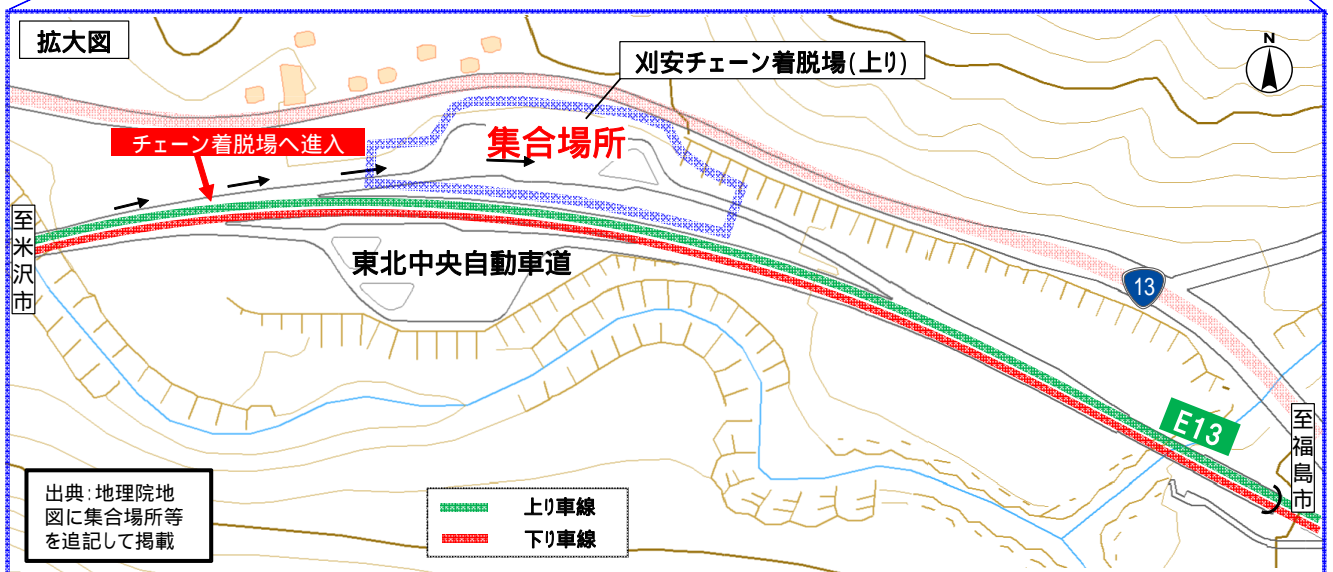 拡大図
刈安チェーン着脱場(上り)
N
チェーン着脱場へ進入
集合場所
至米沢市
東北中央自動車道
13
E13
至福島市
出典:地理院地
図に集合場所等
を追記して掲載
上り車線
下り車線